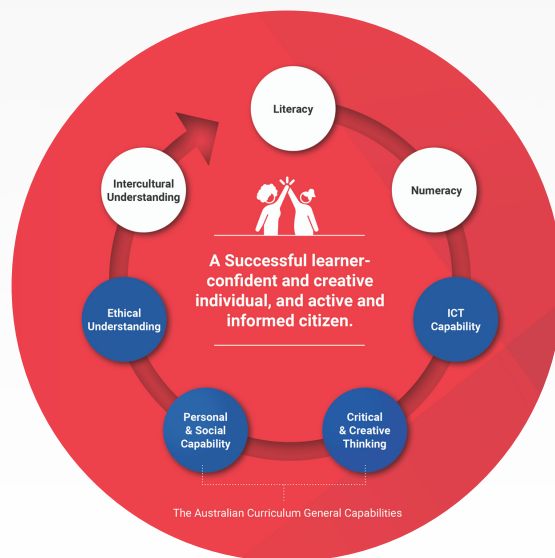 Literacy
Numeracy
ICT
Capability
Critical
& Creative
Thinking
Personal
& Social
Capability
Ethical
Understanding
Intercultural
Understanding
A Successful learner-
confident and creative
individual, and active and
informed citizen.
The Australian Curriculum General Capabilities